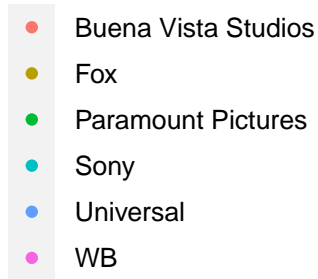 Buena Vista Studios
Fox
Paramount Pictures
Sony
Universal
WB